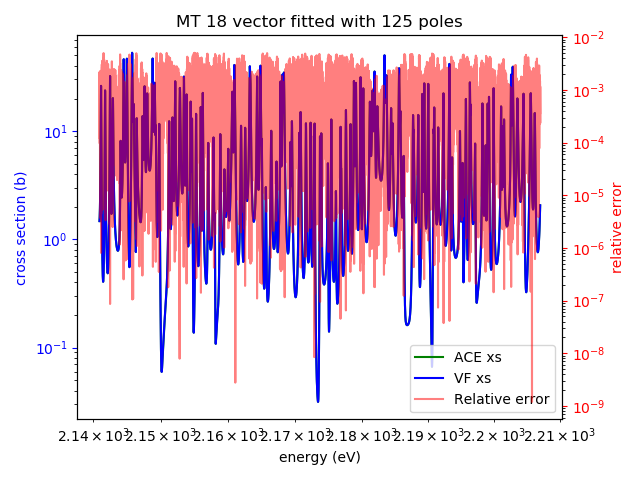 MT 18 vector fitted with 125 poles
cross section (b)
10¹
10⁰
10⁻¹
10⁻²
10⁻³
10⁻⁴
10⁻⁵
10⁻⁶
10⁻⁷
10⁻⁸
10⁻⁹
relative error
ACE xs
VF xs
Relative error
2.14 × 10³ 2.15 × 10³ 2.16 × 10³ 2.17 × 10³ 2.18 × 10³ 2.19 × 10³ 2.2 × 10³ 2.21 × 10³
energy (eV)